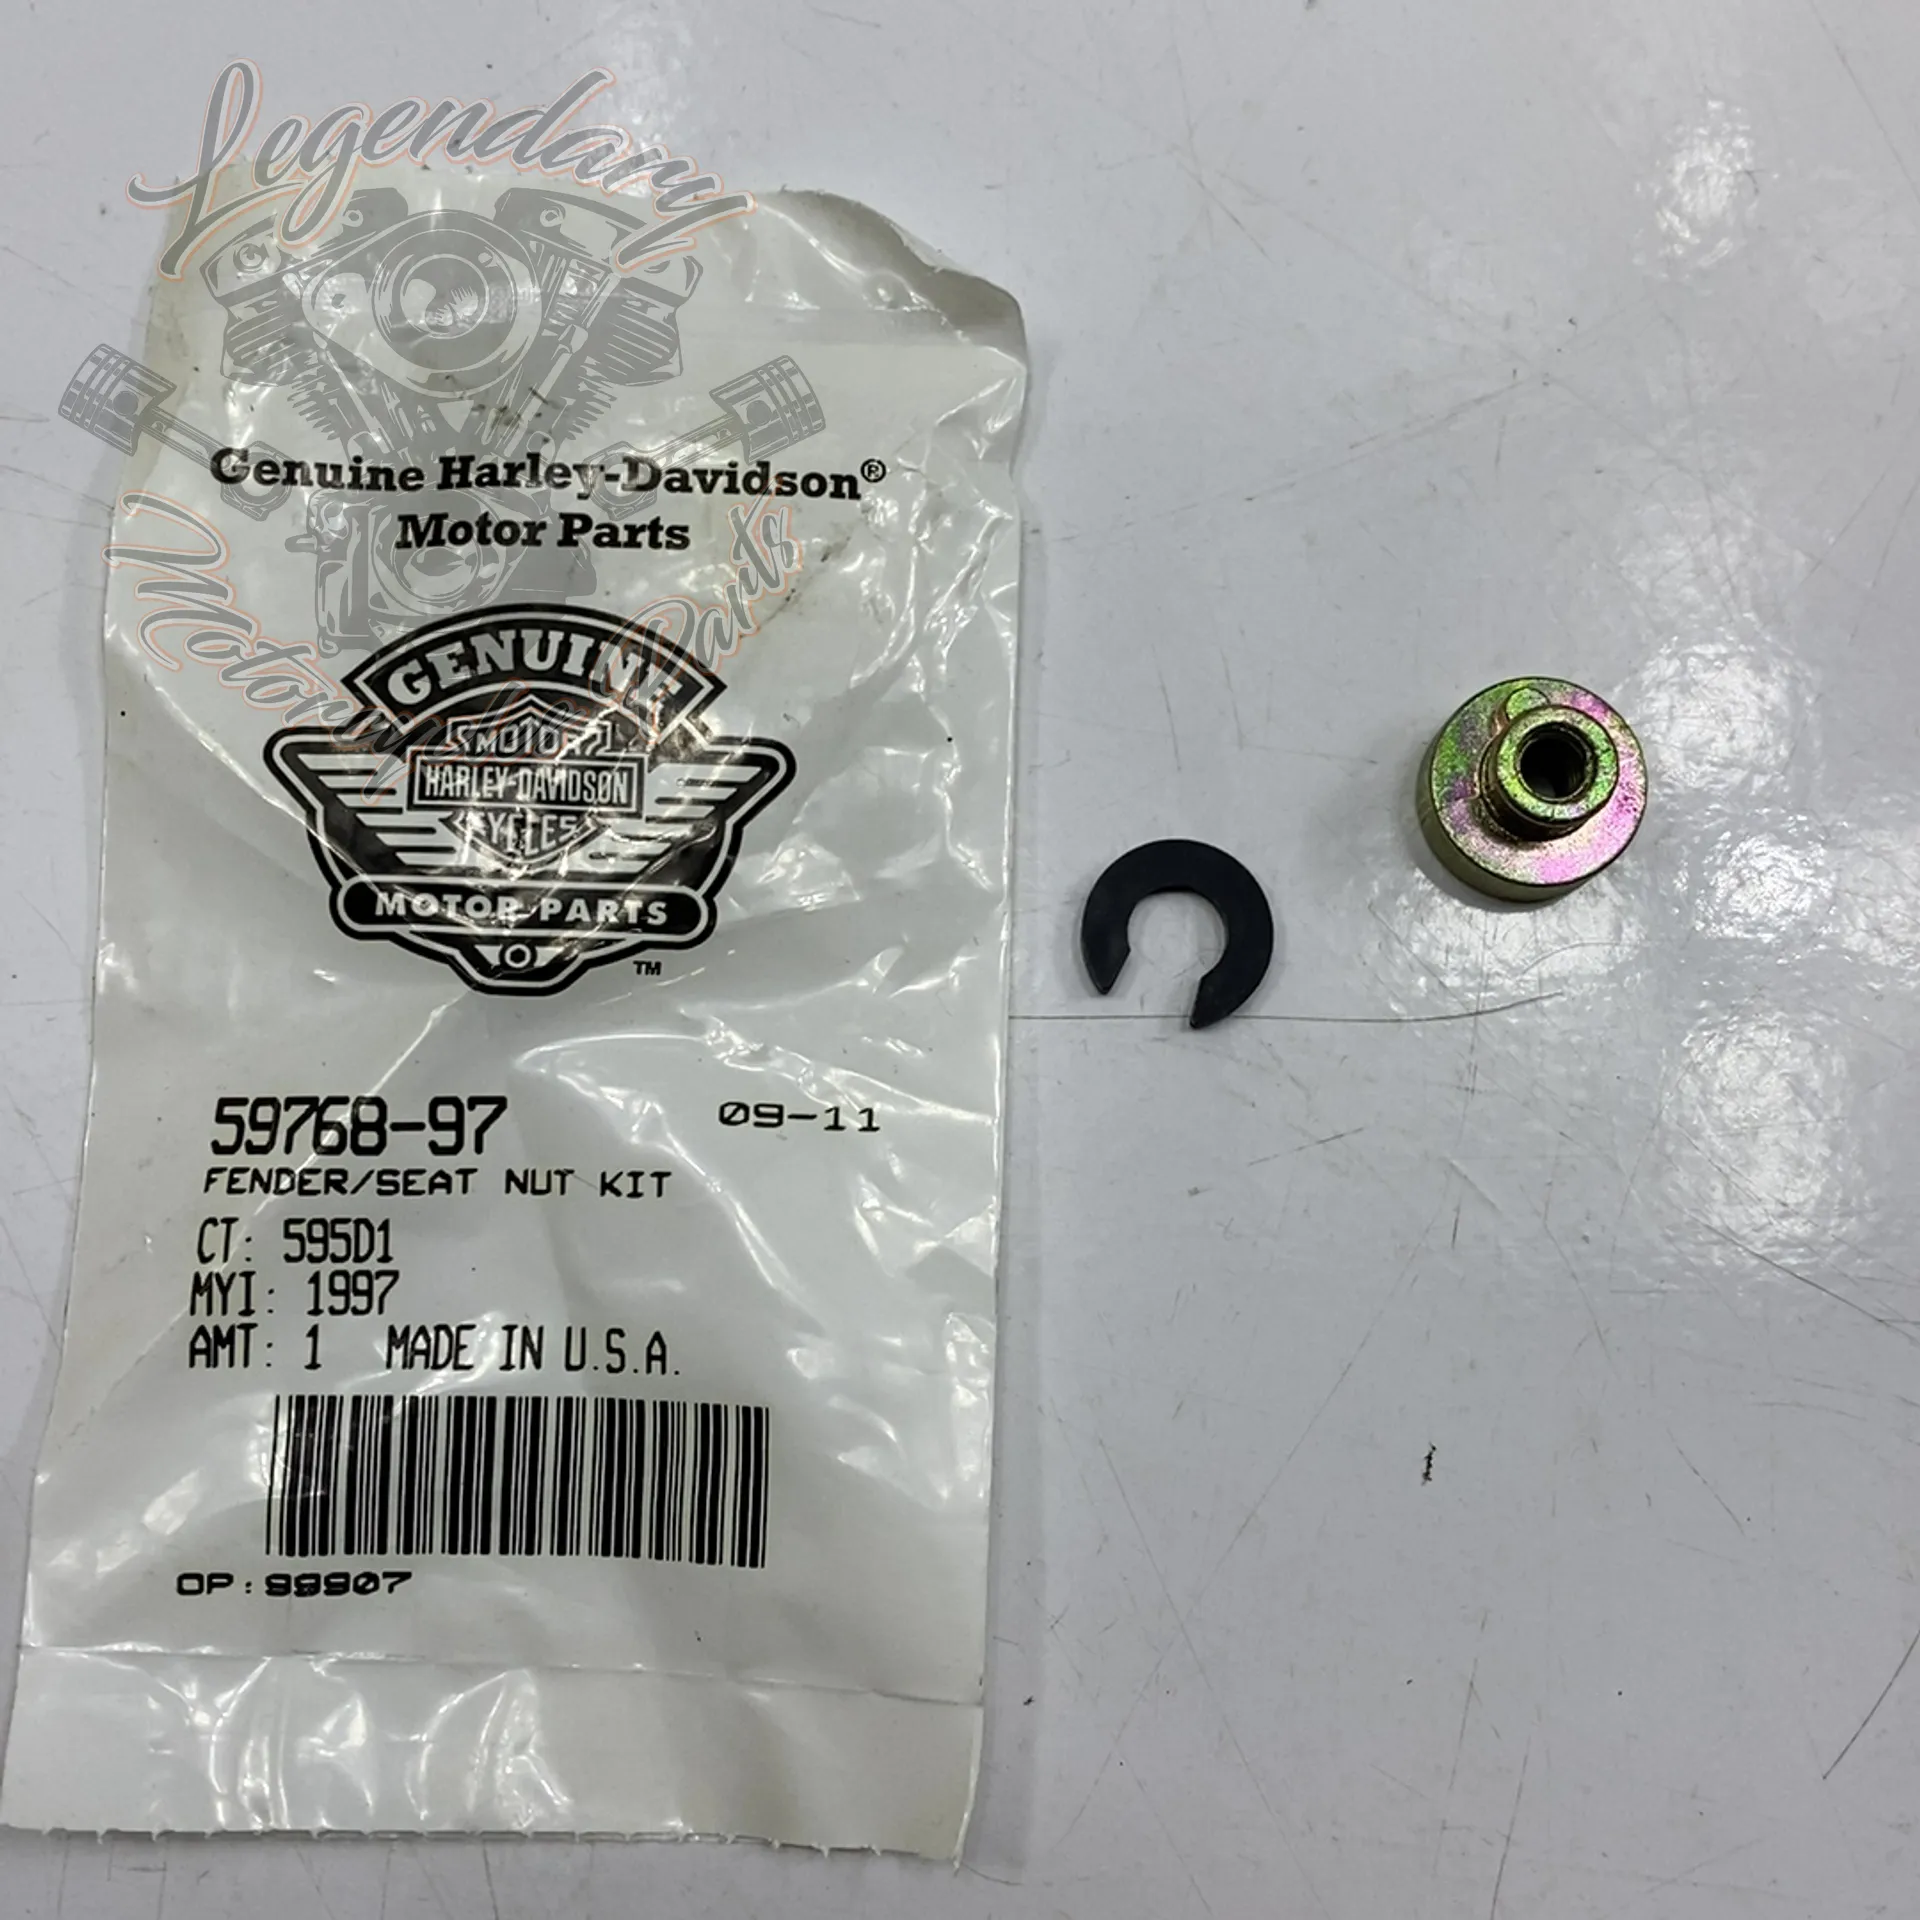 Legendary
Genuine Harley-Davidson®
Motor Parts
Motorcycle Parts
GENUINE
MOTOR
HARLEY-DAVIDSON
CYCLES
MOTOR PARTS
TM
59768-97 09-11
FENDER/SEAT NUT KIT
CT: 595D1
MYI: 1997
AMT: 1 MADE IN U.S.A.
OP: 99907